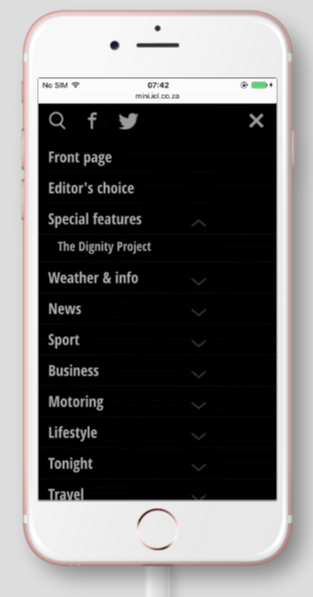 No SIM 07:42
mini.iol.co.za
Front page
Editor's choice
Special features
The Dignity Project
Weather & info
News
Sport
Business
Motoring
Lifestyle
Tonight
Travel